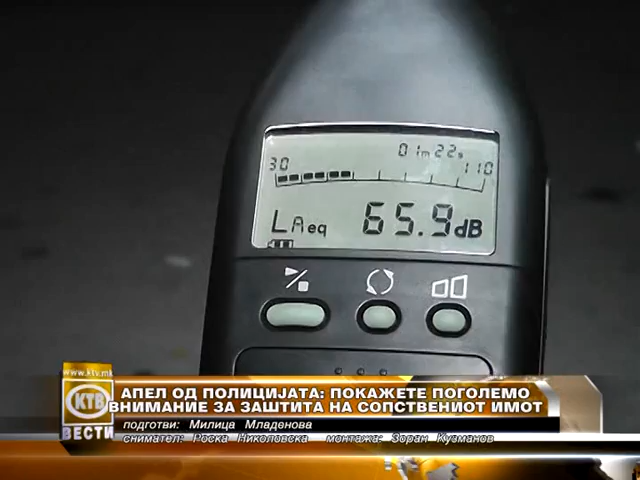 01m22s
30 110
LAeq 65.9dB
www.ktv.mk
КТВ
ВЕСТИ
АПЕЛ ОД ПОЛИЦИЈАТА: ПОКАЖЕТЕ ПОГОЛЕМО
ВНИМАНИЕ ЗА ЗАШТИТА НА СОПСТВЕНИОТ ИМОТ
подготви: Милица Младенова
снимател: Роска Николовска монтажа: Зоран Кузманов